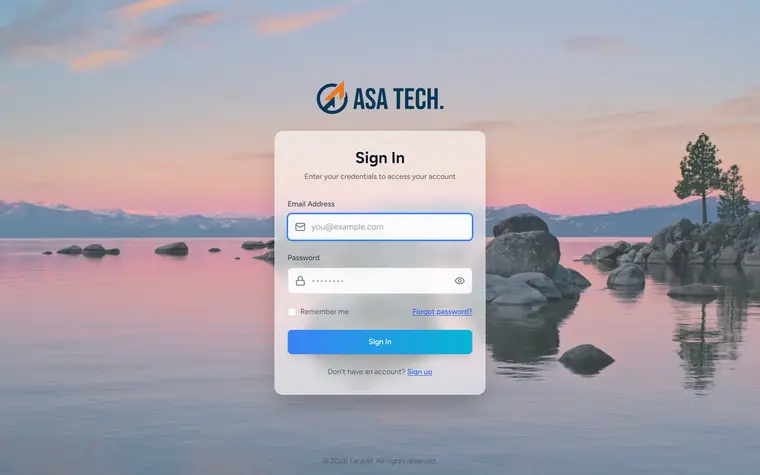 ASA TECH.
Sign In
Enter your credentials to access your account
Email Address
you@example.com
Password
Remember me
Forgot password?
Sign In
Don't have an account? Sign up
© 2026 Laravel. All rights reserved.